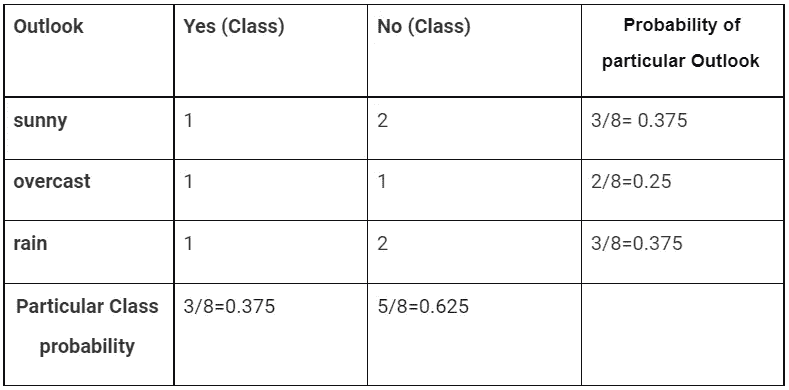 Outlook Yes (Class) No (Class) Probability of
particular Outlook
sunny 1 2 3/8= 0.375
overcast 1 1 2/8=0.25
rain 1 2 3/8=0.375
Particular Class 3/8=0.375 5/8=0.625
probability